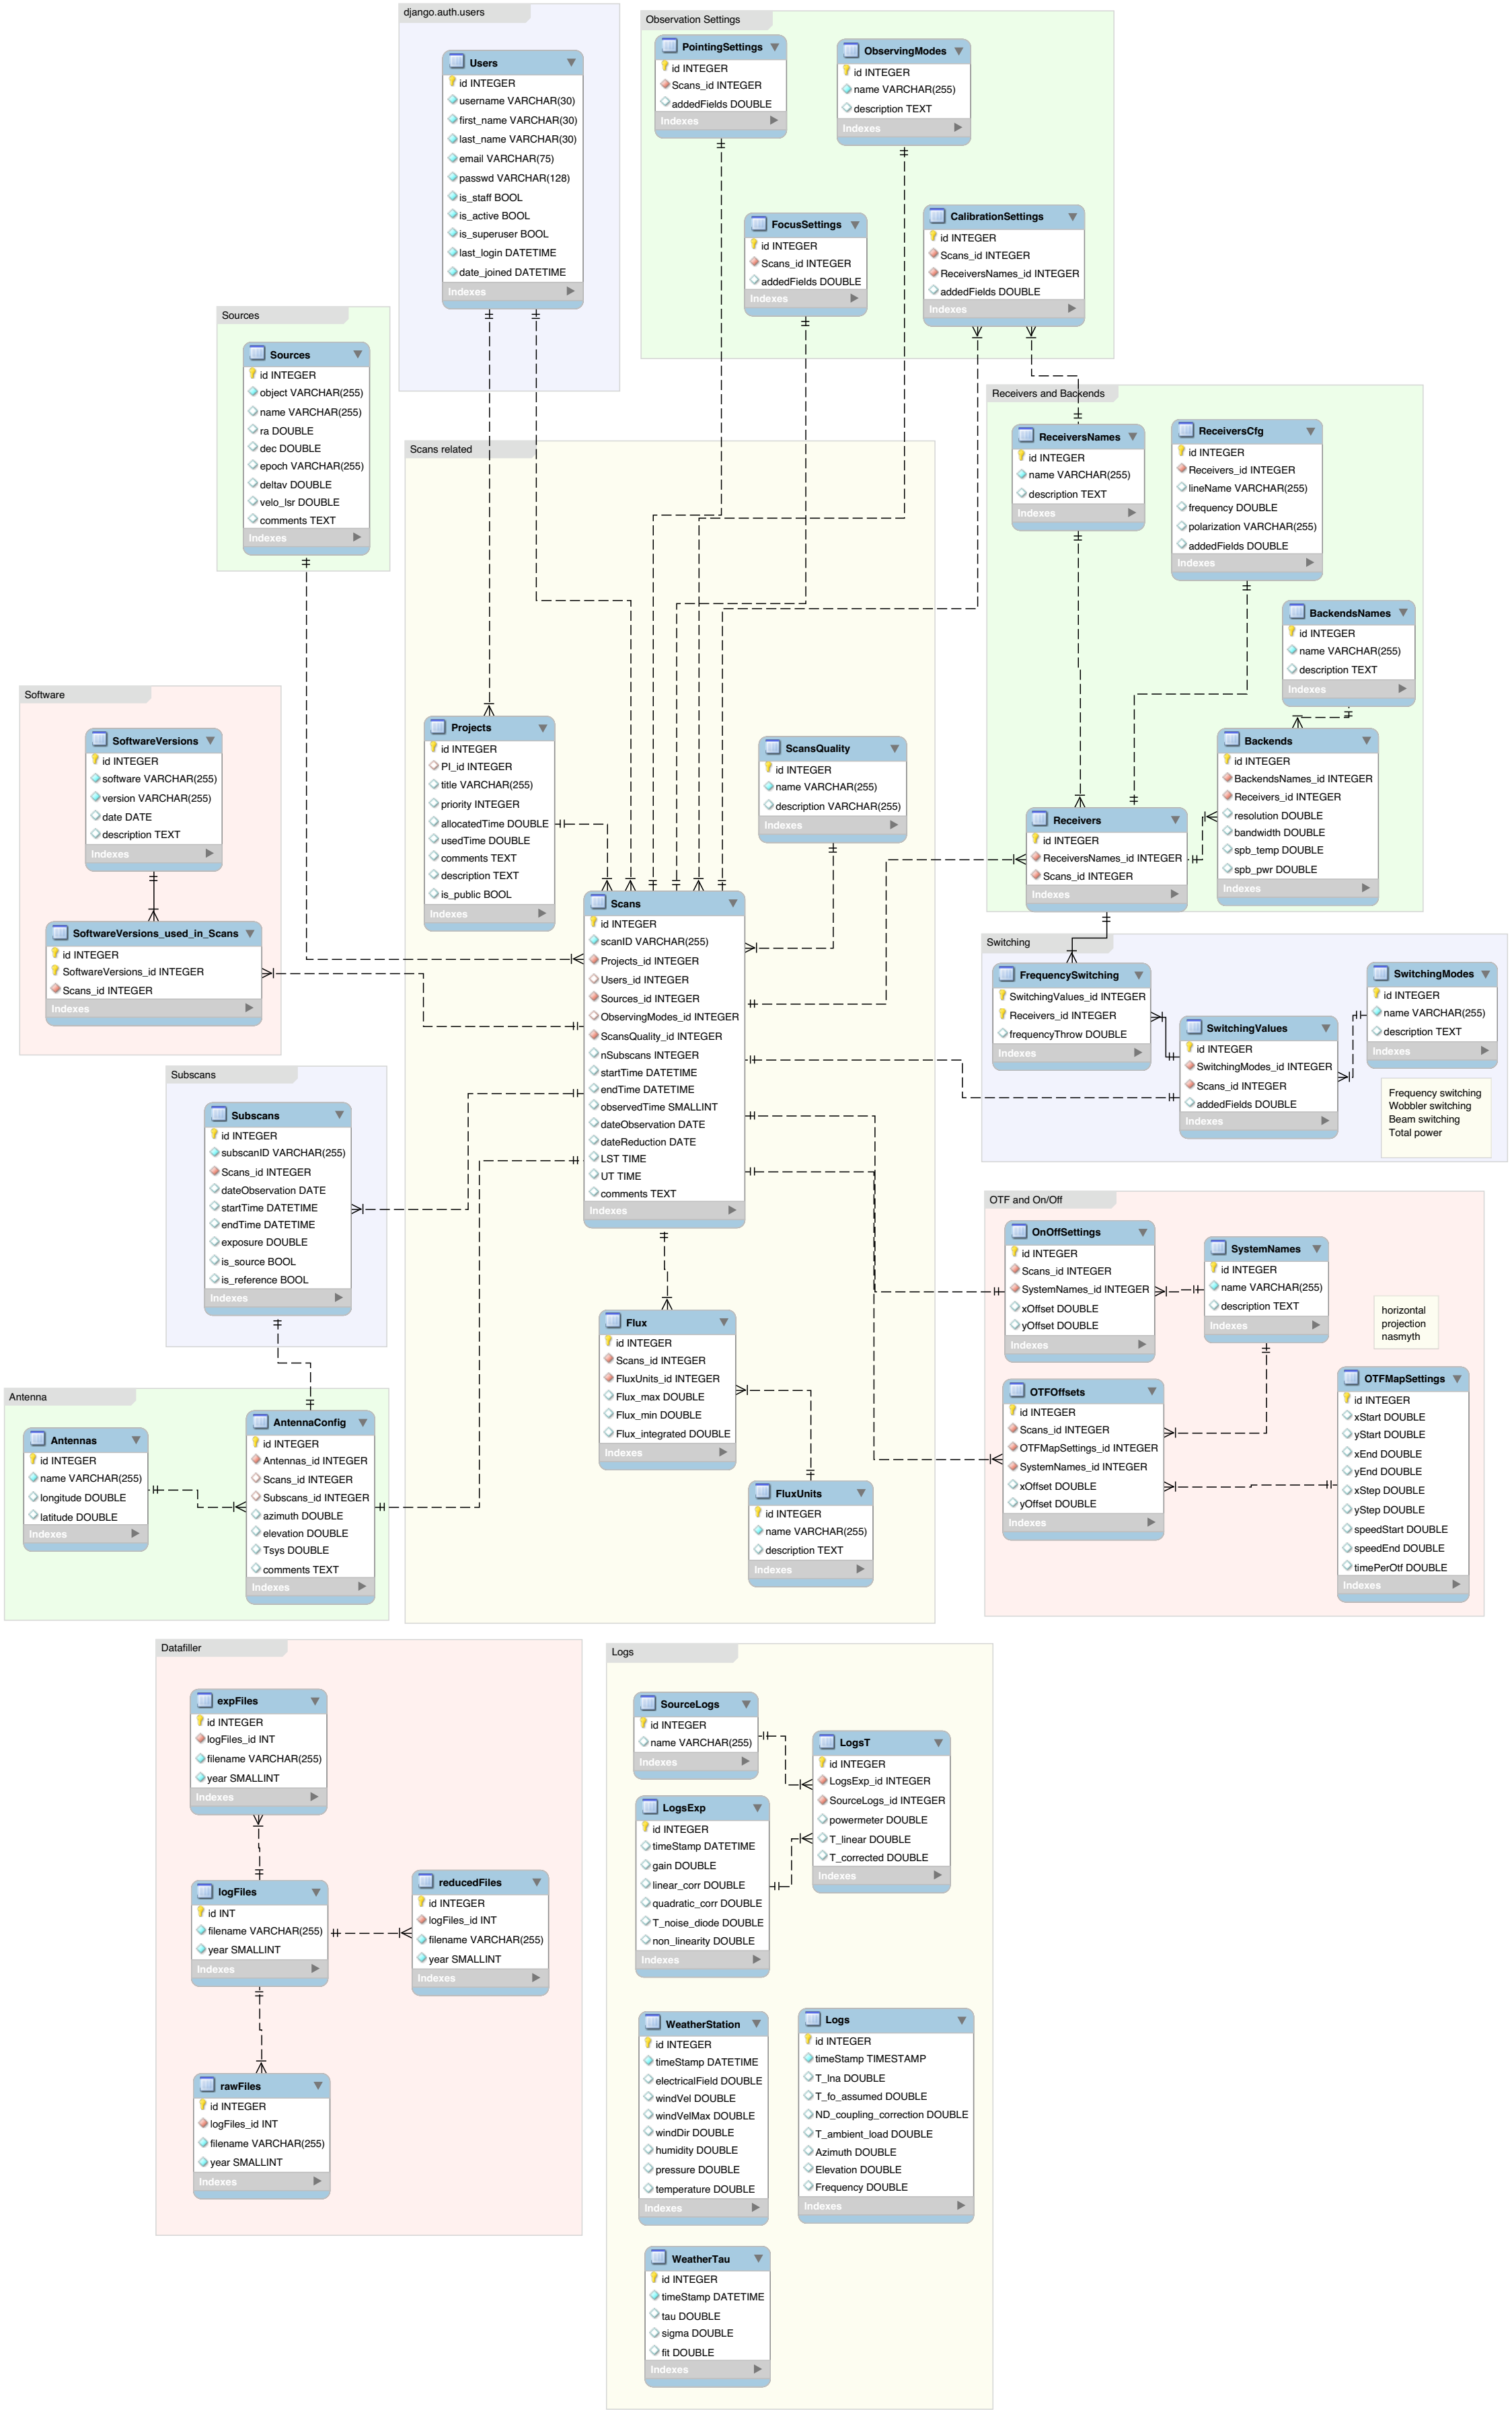 django.auth.users
Users
id INTEGER
username VARCHAR(30)
first_name VARCHAR(30)
last_name VARCHAR(30)
email VARCHAR(75)
passwd VARCHAR(128)
is_staff BOOL
is_active BOOL
is_superuser BOOL
last_login DATETIME
date_joined DATETIME
Indexes
Observation Settings
PointingSettings
id INTEGER
Scans_id INTEGER
addedFields DOUBLE
Indexes
ObservingModes
id INTEGER
name VARCHAR(255)
description TEXT
Indexes
FocusSettings
id INTEGER
Scans_id INTEGER
addedFields DOUBLE
Indexes
CalibrationSettings
id INTEGER
Scans_id INTEGER
ReceiversNames_id INTEGER
addedFields DOUBLE
Indexes
Sources
Sources
id INTEGER
object VARCHAR(255)
name VARCHAR(255)
ra DOUBLE
dec DOUBLE
epoch VARCHAR(255)
deltav DOUBLE
velo_lsr DOUBLE
comments TEXT
Indexes
Receivers and Backends
ReceiversNames
id INTEGER
name VARCHAR(255)
description TEXT
Indexes
ReceiversCfg
id INTEGER
Receivers_id INTEGER
lineName VARCHAR(255)
frequency DOUBLE
polarization VARCHAR(255)
addedFields DOUBLE
Indexes
BackendsNames
id INTEGER
name VARCHAR(255)
description TEXT
Indexes
Backends
id INTEGER
BackendsNames_id INTEGER
Receivers_id INTEGER
resolution DOUBLE
bandwidth DOUBLE
spb_temp DOUBLE
spb_pwr DOUBLE
Indexes
Receivers
id INTEGER
ReceiversNames_id INTEGER
Scans_id INTEGER
Indexes
Scans related
Projects
id INTEGER
PI_id INTEGER
title VARCHAR(255)
priority INTEGER
allocatedTime DOUBLE
usedTime DOUBLE
comments TEXT
description TEXT
is_public BOOL
Indexes
ScansQuality
id INTEGER
name VARCHAR(255)
description VARCHAR(255)
Indexes
Scans
id INTEGER
scanID VARCHAR(255)
Projects_id INTEGER
Users_id INTEGER
Sources_id INTEGER
ObservingModes_id INTEGER
ScansQuality_id INTEGER
nSubscans INTEGER
startTime DATETIME
endTime DATETIME
observedTime SMALLINT
dateObservation DATE
dateReduction DATE
LST TIME
UT TIME
comments TEXT
Indexes
Flux
id INTEGER
Scans_id INTEGER
FluxUnits_id INTEGER
Flux_max DOUBLE
Flux_min DOUBLE
Flux_integrated DOUBLE
Indexes
FluxUnits
id INTEGER
name VARCHAR(255)
description TEXT
Indexes
Software
SoftwareVersions
id INTEGER
software VARCHAR(255)
version VARCHAR(255)
date DATE
description TEXT
Indexes
SoftwareVersions_used_in_Scans
id INTEGER
SoftwareVersions_id INTEGER
Scans_id INTEGER
Indexes
Switching
FrequencySwitching
SwitchingValues_id INTEGER
Receivers_id INTEGER
frequencyThrow DOUBLE
Indexes
SwitchingValues
id INTEGER
SwitchingModes_id INTEGER
Scans_id INTEGER
addedFields DOUBLE
Indexes
SwitchingModes
id INTEGER
name VARCHAR(255)
description TEXT
Indexes
Frequency switching
Wobbler switching
Beam switching
Total power
Subscans
Subscans
id INTEGER
subscanID VARCHAR(255)
Scans_id INTEGER
dateObservation DATE
startTime DATETIME
endTime DATETIME
exposure DOUBLE
is_source BOOL
is_reference BOOL
Indexes
OTF and On/Off
OnOffSettings
id INTEGER
Scans_id INTEGER
SystemNames_id INTEGER
xOffset DOUBLE
yOffset DOUBLE
Indexes
SystemNames
id INTEGER
name VARCHAR(255)
description TEXT
Indexes
horizontal
projection
nasmyth
OTFOffsets
id INTEGER
Scans_id INTEGER
OTFMapSettings_id INTEGER
SystemNames_id INTEGER
xOffset DOUBLE
yOffset DOUBLE
Indexes
OTFMapSettings
id INTEGER
xStart DOUBLE
yStart DOUBLE
xEnd DOUBLE
yEnd DOUBLE
xStep DOUBLE
yStep DOUBLE
speedStart DOUBLE
speedEnd DOUBLE
timePerOtf DOUBLE
Indexes
Antenna
Antennas
id INTEGER
name VARCHAR(255)
longitude DOUBLE
latitude DOUBLE
Indexes
AntennaConfig
id INTEGER
Antennas_id INTEGER
Scans_id INTEGER
Subscans_id INTEGER
azimuth DOUBLE
elevation DOUBLE
Tsys DOUBLE
comments TEXT
Indexes
Datafiller
expFiles
id INTEGER
logFiles_id INT
filename VARCHAR(255)
year SMALLINT
Indexes
logFiles
id INT
filename VARCHAR(255)
year SMALLINT
Indexes
reducedFiles
id INTEGER
logFiles_id INT
filename VARCHAR(255)
year SMALLINT
Indexes
rawFiles
id INTEGER
logFiles_id INT
filename VARCHAR(255)
year SMALLINT
Indexes
Logs
SourceLogs
id INTEGER
name VARCHAR(255)
Indexes
LogsT
id INTEGER
LogsExp_id INTEGER
SourceLogs_id INTEGER
powermeter DOUBLE
T_linear DOUBLE
T_corrected DOUBLE
Indexes
LogsExp
id INTEGER
timeStamp DATETIME
gain DOUBLE
linear_corr DOUBLE
quadratic_corr DOUBLE
T_noise_diode DOUBLE
non_linearity DOUBLE
Indexes
WeatherStation
id INTEGER
timeStamp DATETIME
electricalField DOUBLE
windVel DOUBLE
windVelMax DOUBLE
windDir DOUBLE
humidity DOUBLE
pressure DOUBLE
temperature DOUBLE
Indexes
Logs
id INTEGER
timeStamp TIMESTAMP
T_lna DOUBLE
T_fo_assumed DOUBLE
ND_coupling_correction DOUBLE
T_ambient_load DOUBLE
Azimuth DOUBLE
Elevation DOUBLE
Frequency DOUBLE
Indexes
WeatherTau
id INTEGER
timeStamp DATETIME
tau DOUBLE
sigma DOUBLE
fit DOUBLE
Indexes